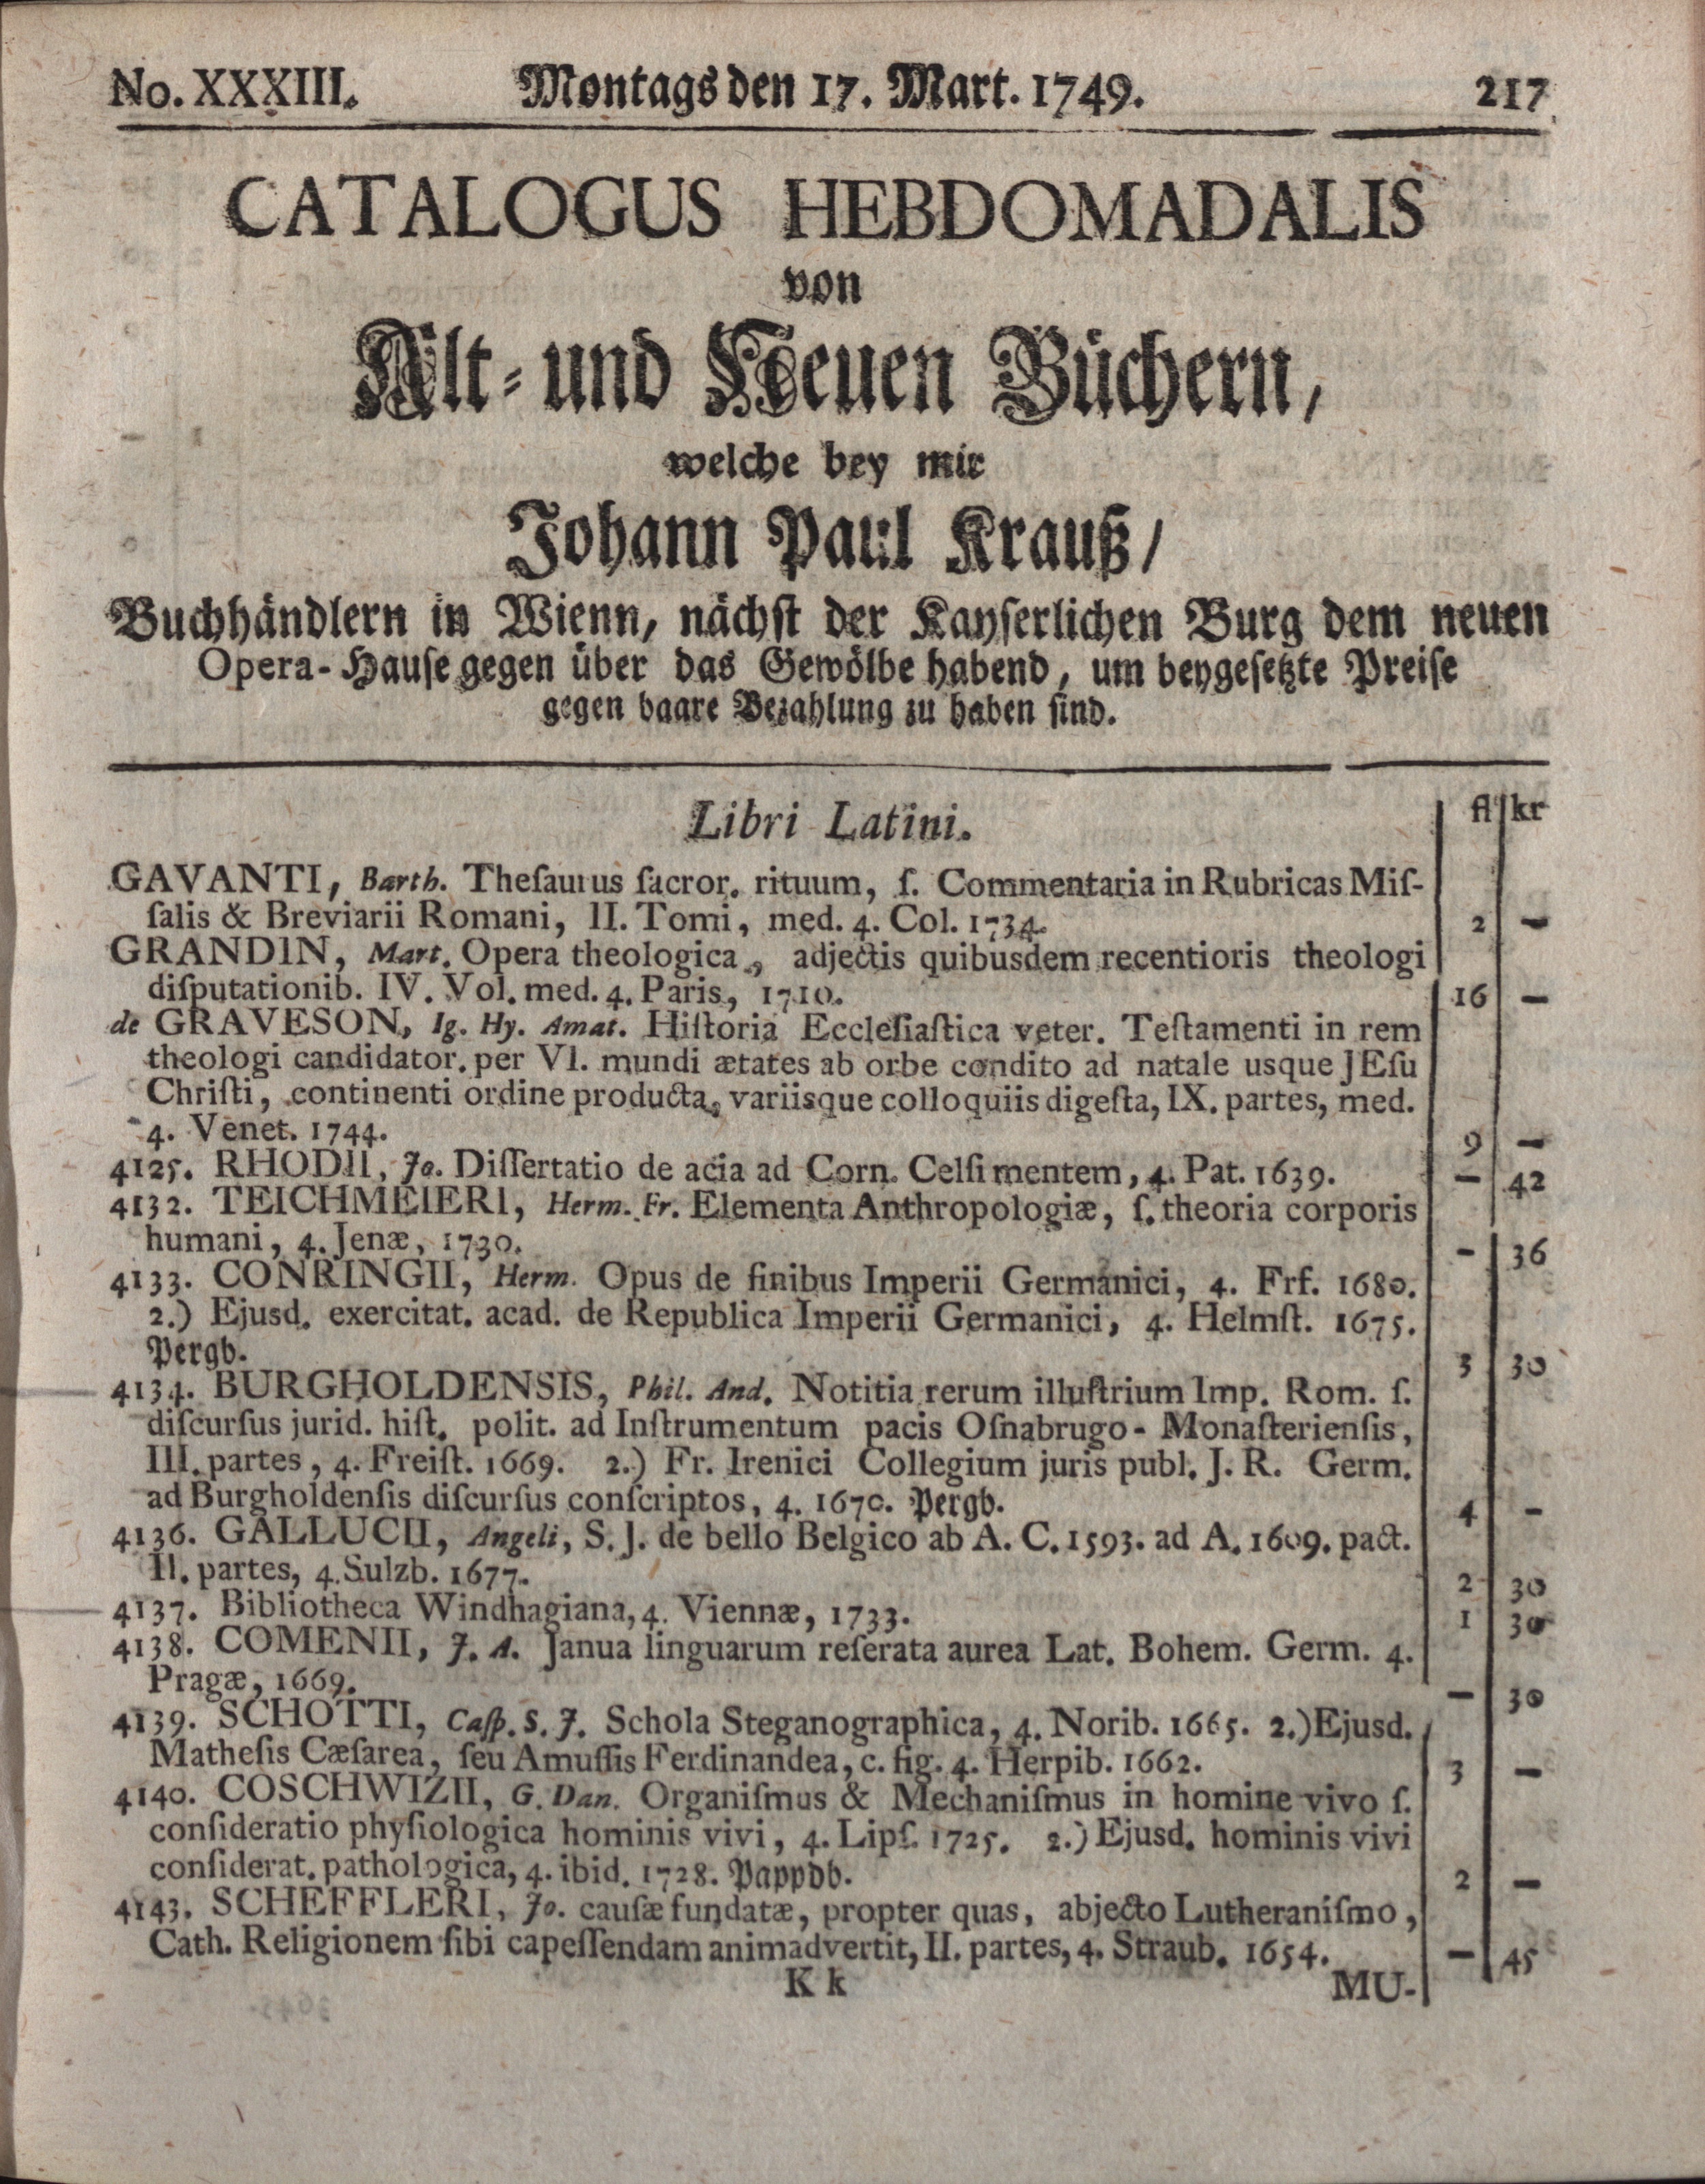 No. XXXIII. Montags den 17. Mart. 1749. 217
CATALOGUS HEBDOMADALIS
von
Alt- und Neuen Büchern,
welche bey mir
Johann Paul Krauß/
Buchhändlern in Wienn, nächst der Kayserlichen Burg dem neuen
Opera-Hause gegen über das Gewölbe habend, um beygesetzte Preise
gegen baare Bezahlung zu haben sind.
Libri Latini. fl kr
GAVANTI, Barth. Theſaurus ſacror. rituum, ſ. Commentaria in Rubricas Miſ-
ſalis & Breviarii Romani, II. Tomi, med. 4. Col. 1734. 2 —
GRANDIN, Mart. Opera theologica, adjectis quibusdem recentioris theologi
diſputationib. IV. Vol. med. 4. Paris, 1710. 16 —
de GRAVESON, Ig. Hy. Amat. Hiſtoria Eccleſiaſtica veter. Teſtamenti in rem
theologi candidator. per VI. mundi ætates ab orbe condito ad natale usque JEſu
Chriſti, continenti ordine producta, variisque colloquiis digeſta, IX. partes, med.
4. Venet. 1744. 9 —
4125. RHODII, Jo. Diſſertatio de acia ad Corn. Celſi mentem, 4. Pat. 1639. — 42
4132. TEICHMEIERI, Herm. Fr. Elementa Anthropologiæ, ſ. theoria corporis
humani, 4. Jenæ, 1730. — 36
4133. CONRINGII, Herm. Opus de finibus Imperii Germanici, 4. Frf. 1680.
2.) Ejusd. exercitat. acad. de Republica Imperii Germanici, 4. Helmſt. 1675.
Pergb. 3 30
4134. BURGHOLDENSIS, Phil. And. Notitia rerum illuſtrium Imp. Rom. ſ.
diſcurſus jurid. hiſt. polit. ad Inſtrumentum pacis Oſnabrugo-Monaſterienſis,
III. partes, 4. Freiſt. 1669. 2.) Fr. Irenici Collegium juris publ. J. R. Germ.
ad Burgholdenſis diſcurſus conſcriptos, 4. 1670. Pergb. 4 —
4136. GALLUCII, Angeli, S. J. de bello Belgico ab A. C. 1593. ad A. 1609. pact.
II. partes, 4. Sulzb. 1677. 2 30
4137. Bibliotheca Windhagiana, 4. Viennæ, 1733. 1 30
4138. COMENII, J. A. Janua linguarum reſerata aurea Lat. Bohem. Germ. 4.
Pragæ, 1669. — 30
4139. SCHOTTI, Caſp. S. J. Schola Steganographica, 4. Norib. 1665. 2.) Ejusd.
Matheſis Cæſarea, ſeu Amuſſis Ferdinandea, c. fig. 4. Herpib. 1662. 3 —
4140. COSCHWIZII, G. Dan. Organiſmus & Mechaniſmus in homine vivo ſ.
conſideratio phyſiologica hominis vivi, 4. Lipſ. 1725. 2.) Ejusd. hominis vivi
conſiderat. pathologica, 4. ibid. 1728. Pappdb. 2 —
4143. SCHEFFLERI, Jo. cauſæ fundatæ, propter quas, abjecto Lutheraniſmo,
Cath. Religionem ſibi capeſſendam animadvertit, II. partes, 4. Straub. 1654. — 45
K k MU-